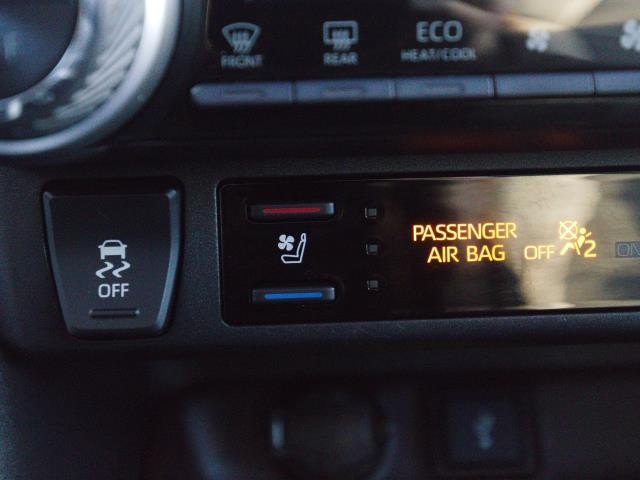 FRONT
REAR
ECO
HEAT/COOL
OFF
PASSENGER
AIR BAG OFF 2
ON